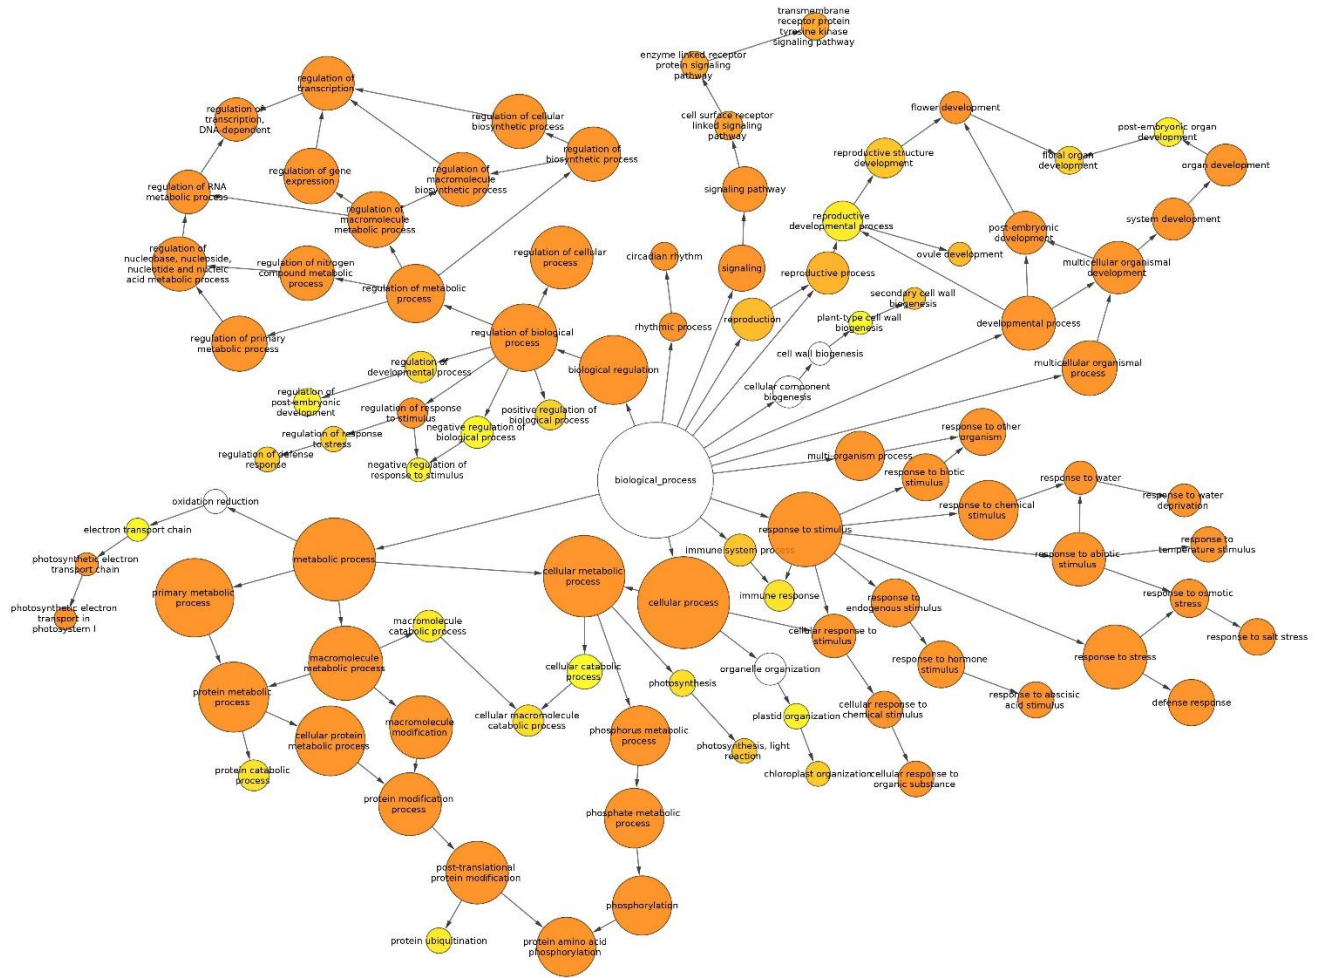 transmembrane
receptor protein
tyrosine kinase
signaling pathway
enzyme linked receptor
protein signaling
pathway
cell surface receptor
linked signaling
pathway
signaling pathway
signaling
regulation of
transcription
regulation of
transcription,
DNA-dependent
regulation of cellular
biosynthetic process
regulation of
biosynthetic process
regulation of gene
expression
regulation of
macromolecule
biosynthetic process
regulation of RNA
metabolic process
regulation of
macromolecule
metabolic process
regulation of
nucleobase, nucleoside,
nucleotide and nucleic
acid metabolic process
regulation of nitrogen
compound metabolic
process
regulation of metabolic
process
regulation of cellular
process
regulation of primary
metabolic process
regulation of biological
process
biological regulation
circadian rhythm
rhythmic process
regulation of
developmental process
regulation of
post-embryonic
development
regulation of response
to stimulus
positive regulation of
biological process
negative regulation of
biological process
regulation of response
to stress
regulation of defense
response
negative regulation of
response to stimulus
flower development
post-embryonic organ
development
reproductive structure
development
floral organ
development
organ development
reproductive
developmental process
post-embryonic
development
system development
ovule development
multicellular organismal
development
reproductive process
reproduction
secondary cell wall
biogenesis
plant-type cell wall
biogenesis
developmental process
cell wall biogenesis
cellular component
biogenesis
multicellular organismal
process
biological_process
multi-organism process
response to other
organism
response to biotic
stimulus
response to water
response to water
deprivation
response to chemical
stimulus
response to stimulus
response to abiotic
stimulus
response to
temperature stimulus
response to osmotic
stress
response to salt stress
response to stress
defense response
immune system process
immune response
response to
endogenous stimulus
cellular response to
stimulus
response to hormone
stimulus
response to abscisic
acid stimulus
cellular response to
chemical stimulus
cellular response to
organic substance
oxidation reduction
electron transport chain
photosynthetic electron
transport chain
photosynthetic electron
transport in
photosystem I
metabolic process
primary metabolic
process
cellular metabolic
process
cellular process
macromolecule
catabolic process
macromolecule
metabolic process
protein metabolic
process
cellular catabolic
process
photosynthesis
organelle organization
plastid organization
chloroplast organization
photosynthesis, light
reaction
cellular macromolecule
catabolic process
cellular protein
metabolic process
macromolecule
modification
phosphorus metabolic
process
protein catabolic
process
protein modification
process
phosphate metabolic
process
post-translational
protein modification
phosphorylation
protein ubiquitination
protein amino acid
phosphorylation